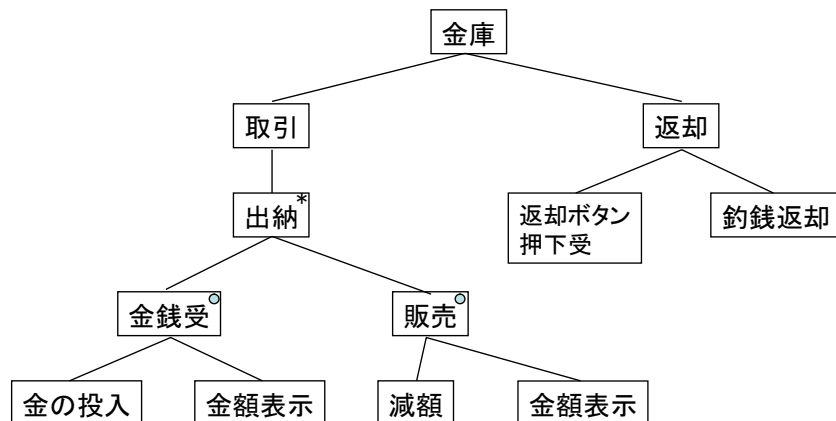 金庫
取引
返却
出納*
返却ボタン
押下受
釣銭返却
金銭受
販売
金の投入
金額表示
減額
金額表示